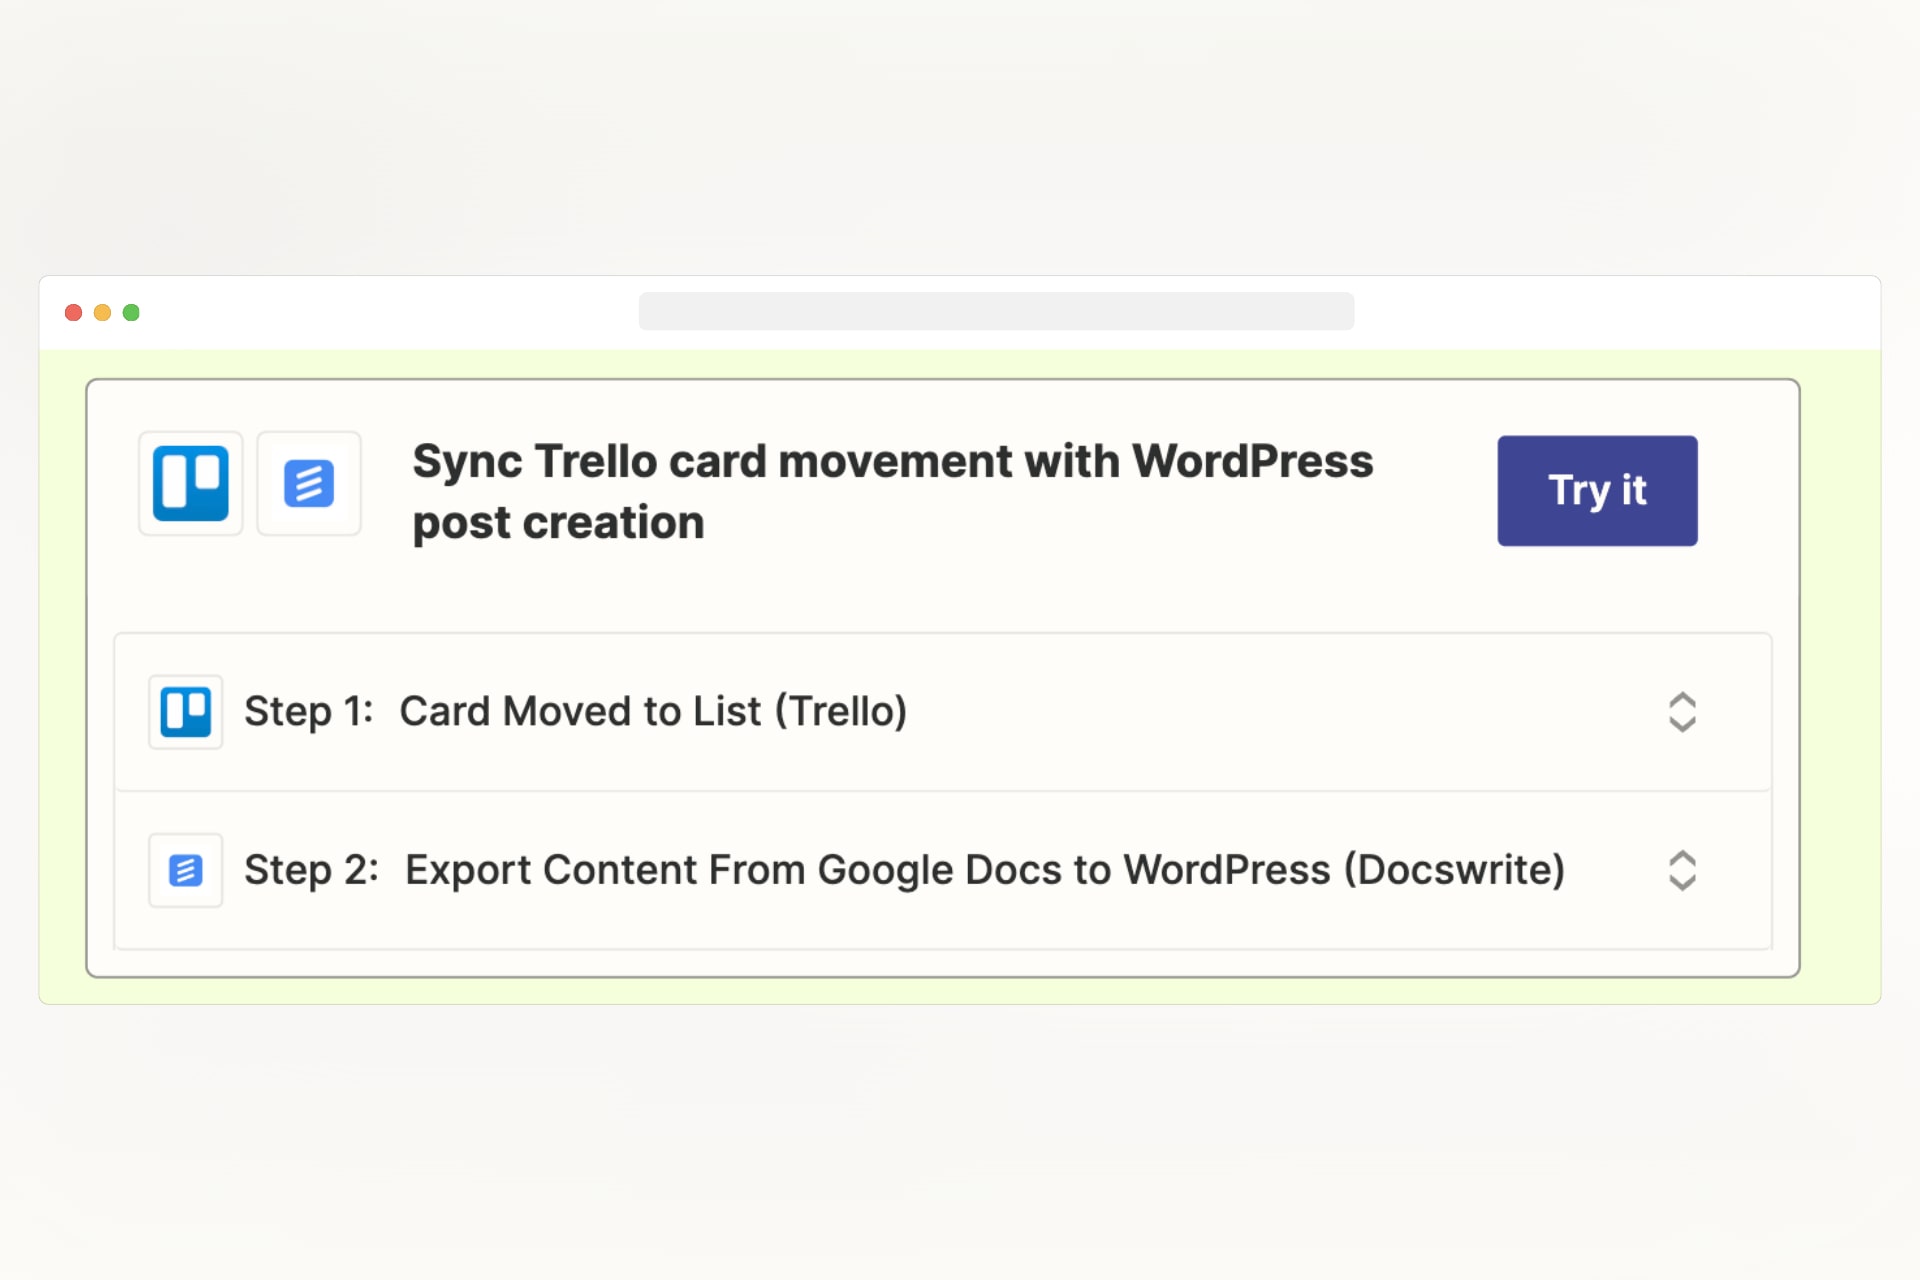 Sync Trello card movement with WordPress
post creation
Try it
Step 1: Card Moved to List (Trello)
Step 2: Export Content From Google Docs to WordPress (Docswrite)